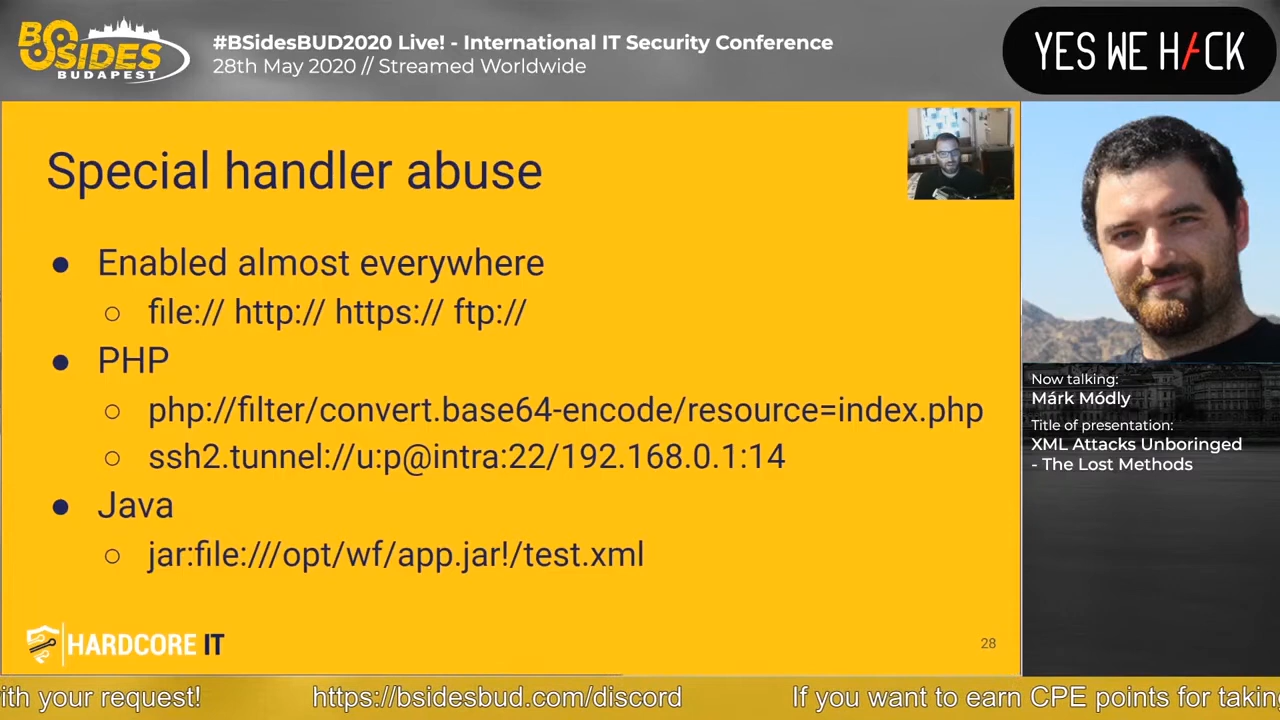 BSIDES
BUDAPEST
#BSidesBUD2020 Live! - International IT Security Conference
28th May 2020 // Streamed Worldwide
YES WE H/CK
Special handler abuse
● Enabled almost everywhere
○ file:// http:// https:// ftp://
● PHP
○ php://filter/convert.base64-encode/resource=index.php
○ ssh2.tunnel://u:p@intra:22/192.168.0.1:14
● Java
○ jar:file:///opt/wf/app.jar!/test.xml
HARDCORE IT
28
Now talking:
Márk Módly
Title of presentation:
XML Attacks Unboringed
- The Lost Methods
ith your request! https://bsidesbud.com/discord If you want to earn CPE points for taking